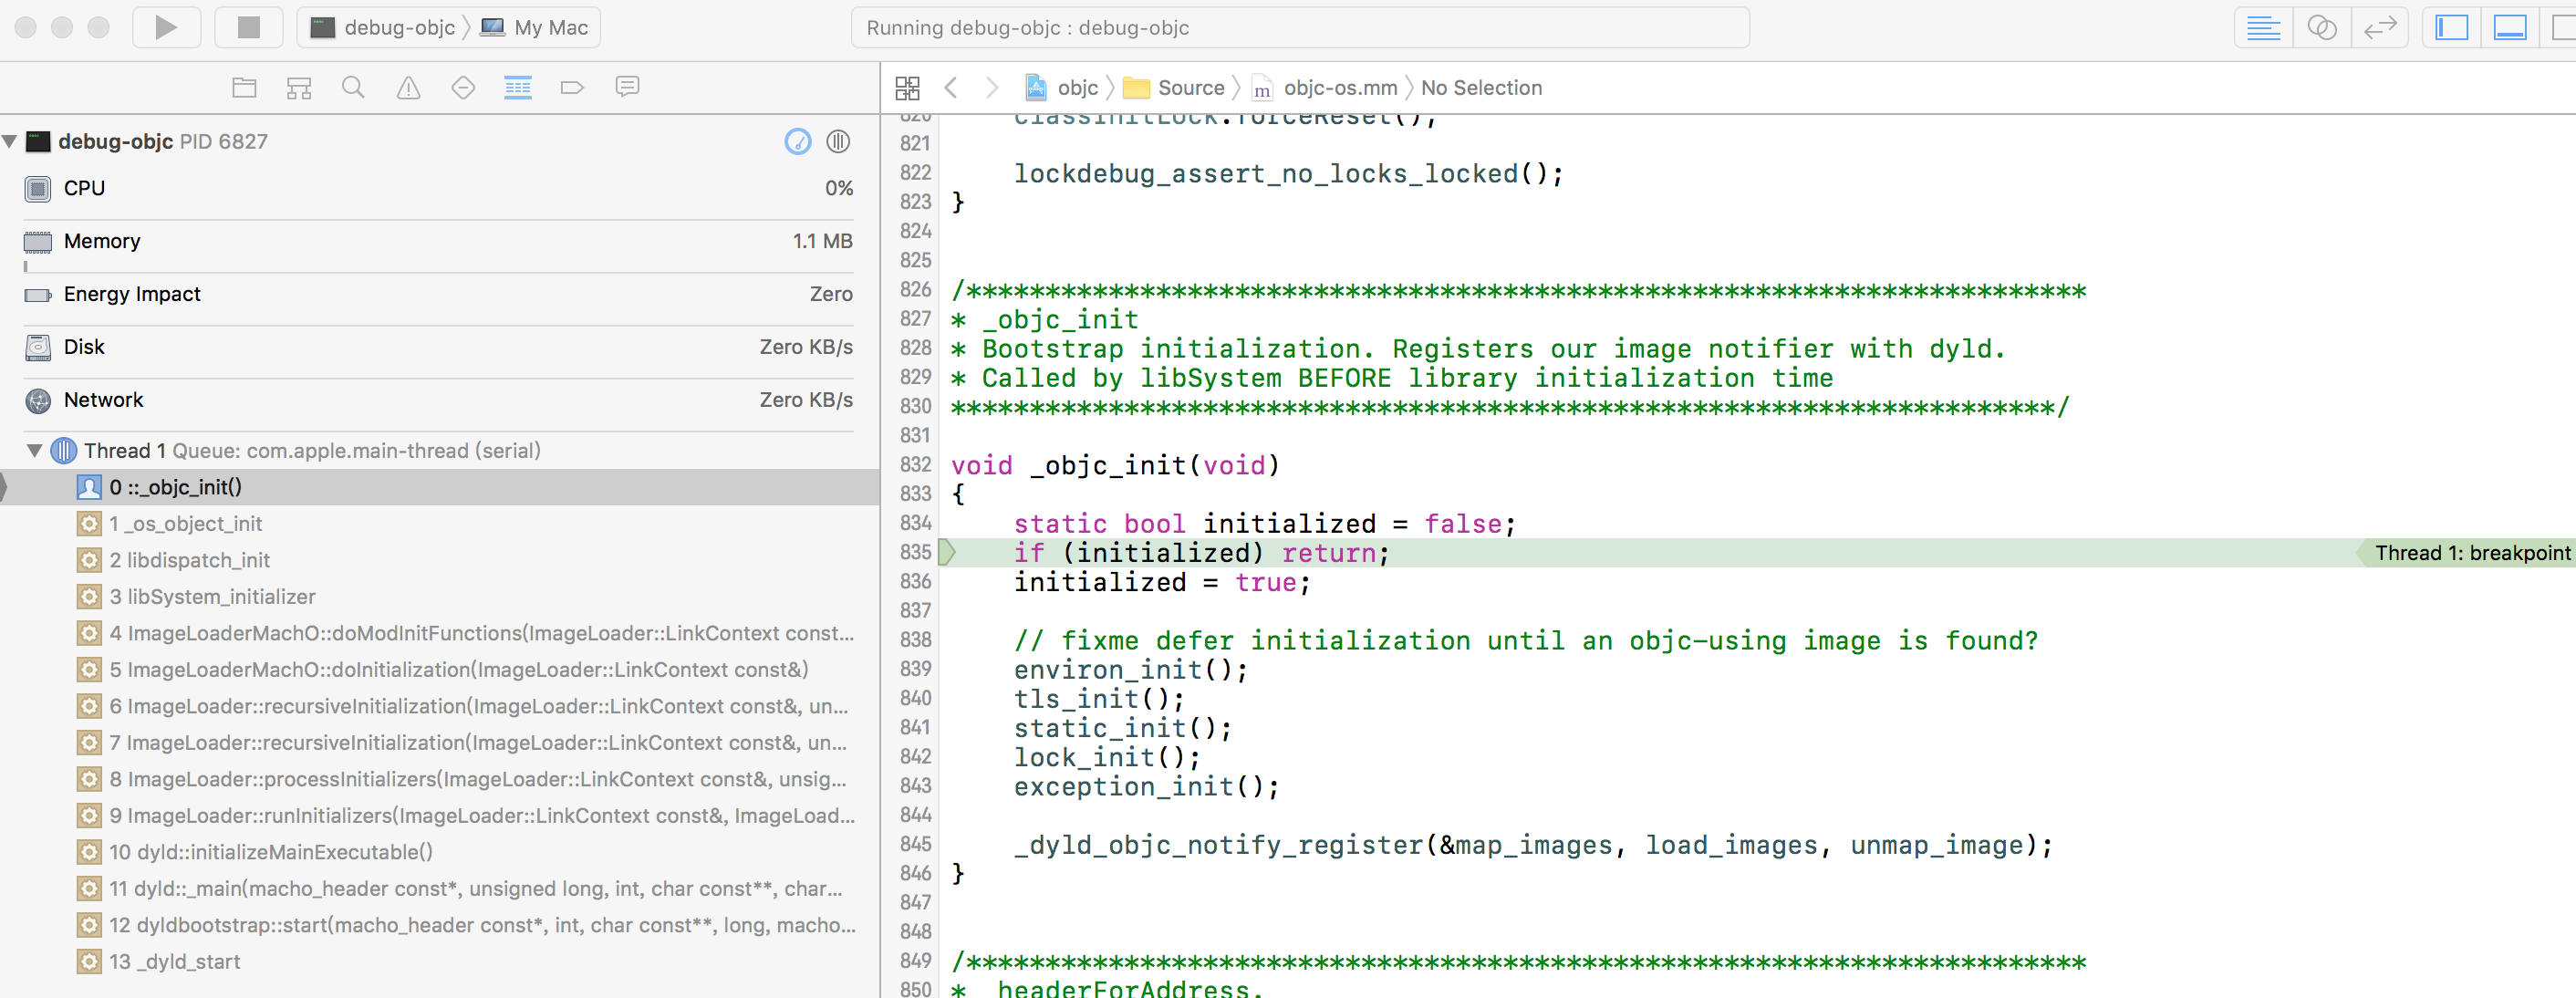 debug-objc 〉 My Mac
Running debug-objc : debug-objc
debug-objc PID 6827
CPU 0%
Memory 1.1 MB
Energy Impact Zero
Disk Zero KB/s
Network Zero KB/s
Thread 1 Queue: com.apple.main-thread (serial)
0 ::_objc_init()
1 _os_object_init
2 libdispatch_init
3 libSystem_initializer
4 ImageLoaderMachO::doModInitFunctions(ImageLoader::LinkContext const...
5 ImageLoaderMachO::doInitialization(ImageLoader::LinkContext const&)
6 ImageLoader::recursiveInitialization(ImageLoader::LinkContext const&, un...
7 ImageLoader::recursiveInitialization(ImageLoader::LinkContext const&, un...
8 ImageLoader::processInitializers(ImageLoader::LinkContext const&, unsig...
9 ImageLoader::runInitializers(ImageLoader::LinkContext const&, ImageLoad...
10 dyld::initializeMainExecutable()
11 dyld::_main(macho_header const*, unsigned long, int, char const**, char...
12 dyldbootstrap::start(macho_header const*, int, char const**, long, macho...
13 _dyld_start
objc 〉 Source 〉 m objc-os.mm 〉 No Selection
820 classInitLock.forceReset();
821
822 lockdebug_assert_no_locks_locked();
823 }
824
825
826 /***********************************************************************
827 * _objc_init
828 * Bootstrap initialization. Registers our image notifier with dyld.
829 * Called by libSystem BEFORE library initialization time
830 **********************************************************************/
831
832 void _objc_init(void)
833 {
834 static bool initialized = false;
835 if (initialized) return; Thread 1: breakpoint
836 initialized = true;
837
838 // fixme defer initialization until an objc-using image is found?
839 environ_init();
840 tls_init();
841 static_init();
842 lock_init();
843 exception_init();
844
845 _dyld_objc_notify_register(&map_images, load_images, unmap_image);
846 }
847
848
849 /***********************************************************************
850 * headerForAddress.